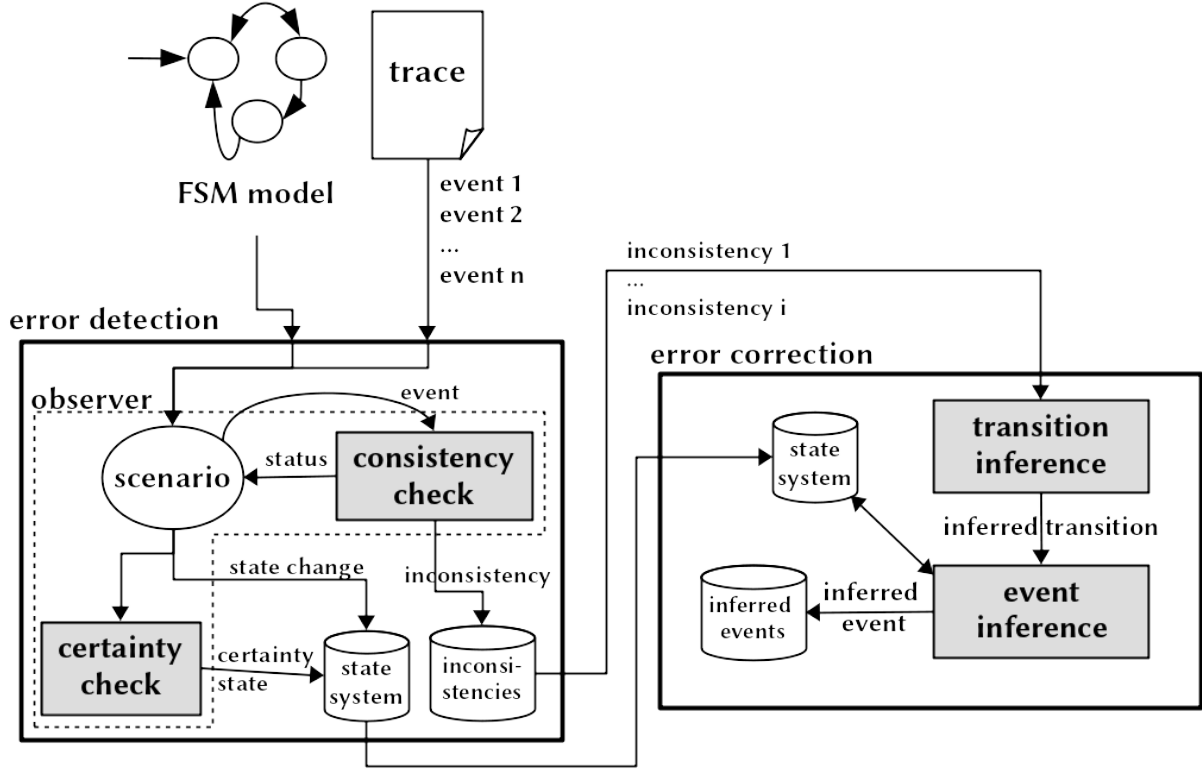 trace
FSM model
event 1
event 2
...
event n
inconsistency 1
...
inconsistency i
error detection
error correction
observer
event
scenario
status
consistency
check
transition
inference
state
system
inferred transition
state change
inconsistency
event
inference
inferred
event
inferred
events
certainty
check
certainty
state
state
system
inconsi-
stencies